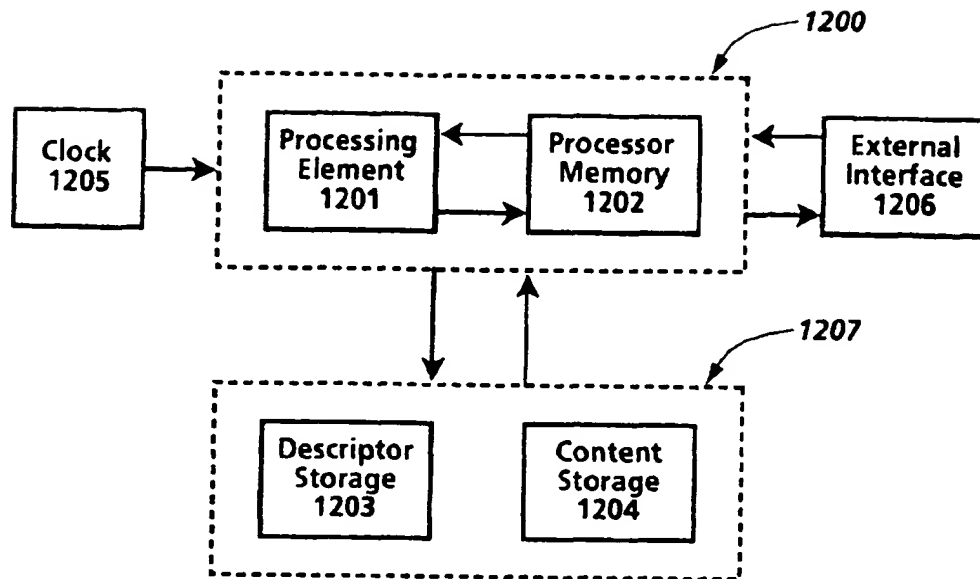 1200
Clock
1205
Processing
Element
1201
Processor
Memory
1202
External
Interface
1206
1207
Descriptor
Storage
1203
Content
Storage
1204